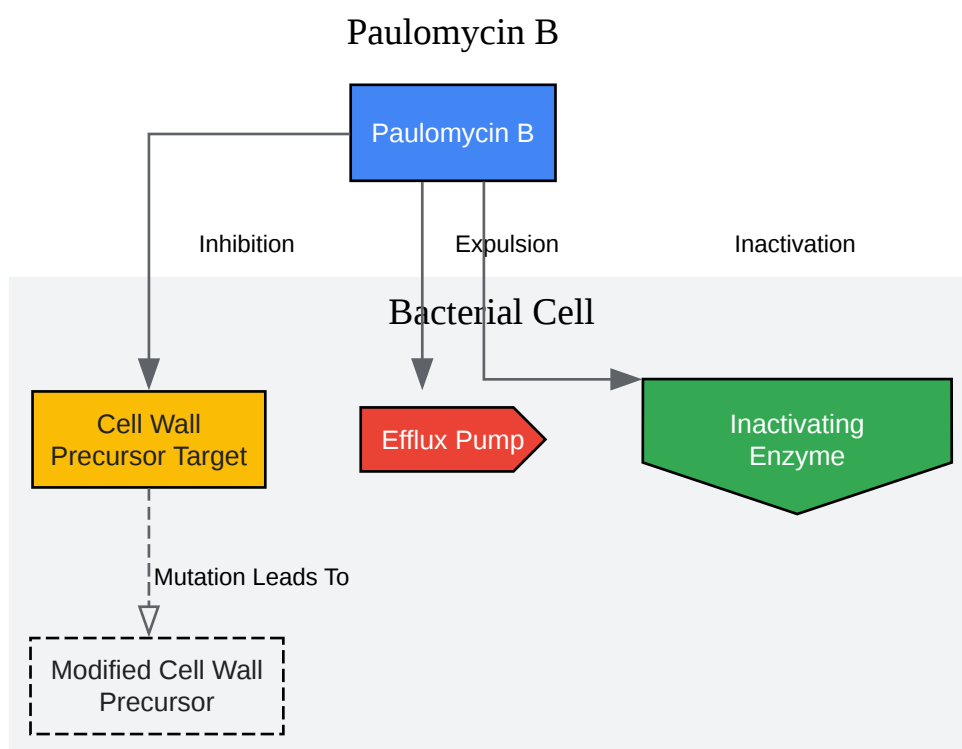 Paulomycin B
Paulomycin B
Inhibition
Expulsion
Inactivation
Bacterial Cell
Cell Wall
Precursor Target
Efflux Pump
Inactivating
Enzyme
Mutation Leads To
Modified Cell Wall
Precursor